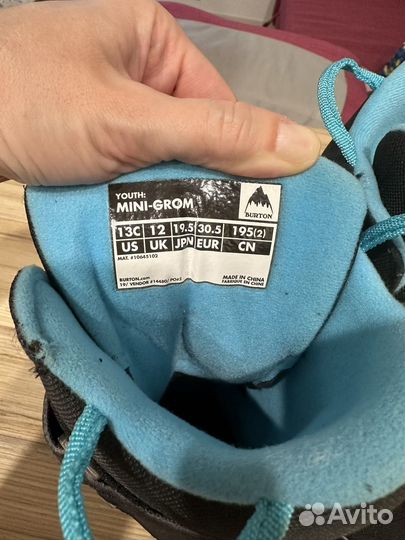 YOUTH:
MINI-GROM
BURTON
13C 12 19.5 30.5 195(2)
US UK JPN EUR CN
MAT. #10645102
BURTON.com
MADE IN CHINA
FABRIQUE EN CHINE
Avito